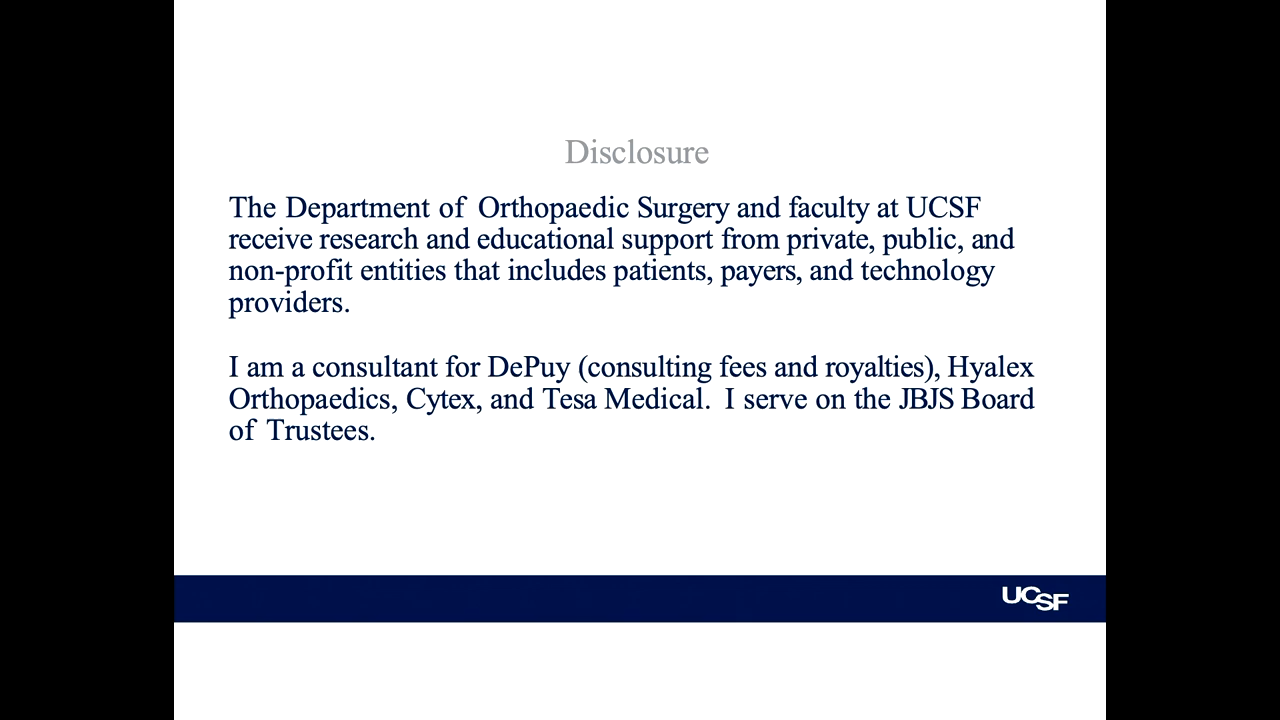 Disclosure
The Department of Orthopaedic Surgery and faculty at UCSF
receive research and educational support from private, public, and
non-profit entities that includes patients, payers, and technology
providers.
I am a consultant for DePuy (consulting fees and royalties), Hyalex
Orthopaedics, Cytex, and Tesa Medical. I serve on the JBJS Board
of Trustees.
UCSF